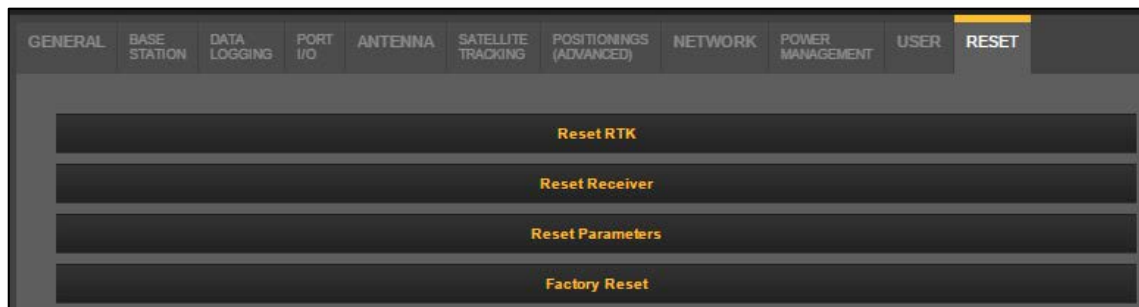 GENERAL
BASE
STATION
DATA
LOGGING
PORT
I/O
ANTENNA
SATELLITE
TRACKING
POSITIONINGS
(ADVANCED)
NETWORK
POWER
MANAGEMENT
USER
RESET
Reset RTK
Reset Receiver
Reset Parameters
Factory Reset